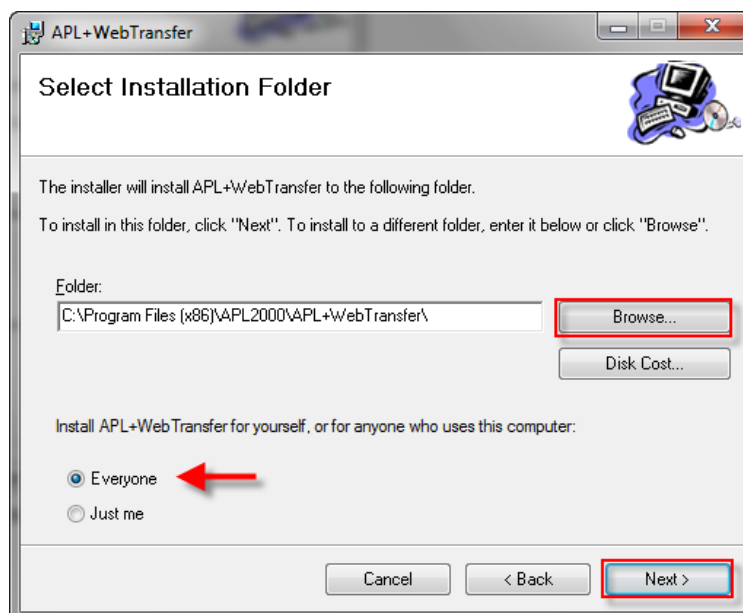 APL+WebTransfer
Select Installation Folder
The installer will install APL+WebTransfer to the following folder.
To install in this folder, click "Next". To install to a different folder, enter it below or click "Browse".
Folder:
C:\Program Files (x86)\APL2000\APL+WebTransfer\
Browse...
Disk Cost...
Install APL+WebTransfer for yourself, or for anyone who uses this computer:
Everyone
Just me
Cancel
< Back
Next >